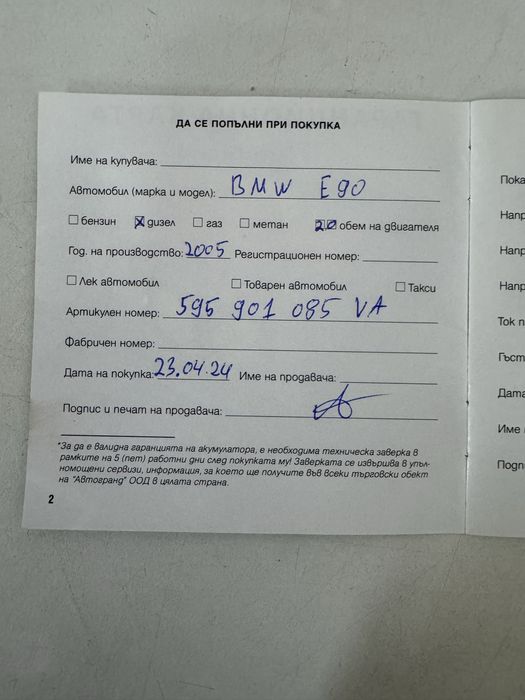 ДА СЕ ПОПЪЛНИ ПРИ ПОКУПКА
Име на купувача:
Автомобил (марка и модел): BMW E90
бензин дизел газ метан 2.0 обем на двигателя
Год. на производство: 2005 Регистрационен номер:
Лек автомобил Товарен автомобил Такси
Артикулен номер: 595 901 085 VA
Фабричен номер:
Дата на покупка: 23.04.24 Име на продавача:
Подпис и печат на продавача:
*За да е валидна гаранцията на акумулатора, е необходима техническа заверка в
рамките на 5 (пет) работни дни след покупката му! Заверката се извършва в упъл-
номощени сервизи, информация, за което ще получите във всеки търговски обект
на "Автогранд" ООД в цялата страна.
2
Пока
Напр
Напр
Напр
Ток п
Гъст
Дата
Име
Подп